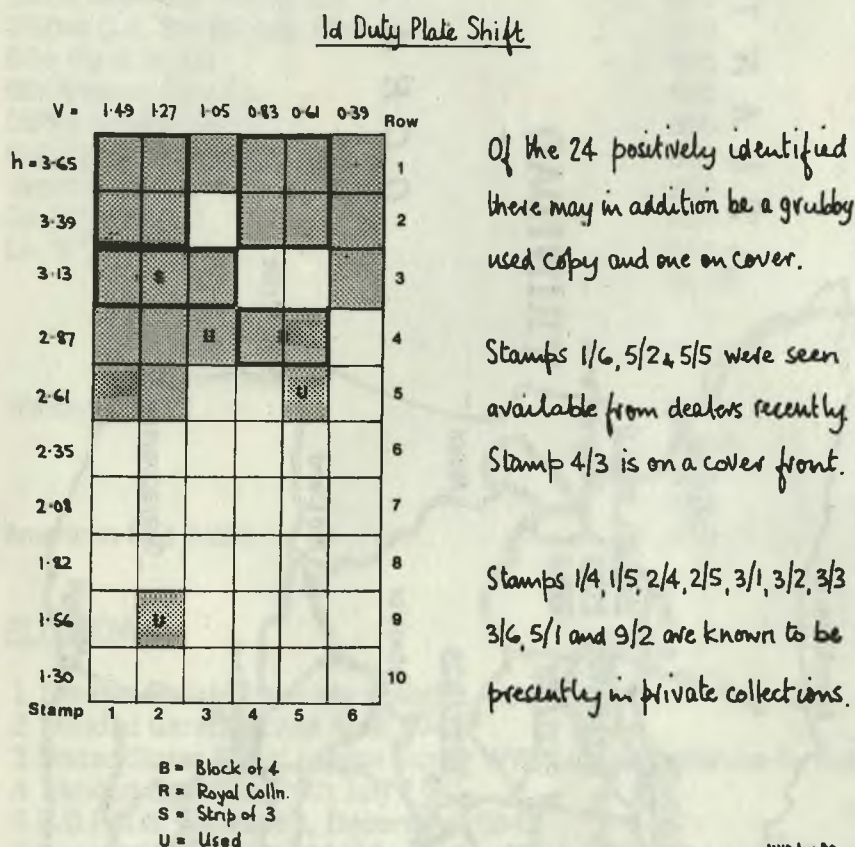 1d Duty Plate Shift
V = 1·49 1·27 1·05 0·83 0·61 0·39 Row
h = 3·65 1
3·39 2
3·13 S 3
2·87 U 4
2·61 U 5
2·35 6
2·08 7
1·82 8
1·56 U 9
1·30 10
Stamp 1 2 3 4 5 6
B = Block of 4
R = Royal Colln.
S = Strip of 3
U = Used
Of the 24 positively identified
there may in addition be a grubby
used copy and one on cover.
Stamps 1/6, 5/2 & 5/5 were seen
available from dealers recently
Stamp 4/3 is on a cover front.
Stamps 1/4, 1/5, 2/4, 2/5, 3/1, 3/2, 3/3
3/6, 5/1 and 9/2 are known to be
presently in private collections.